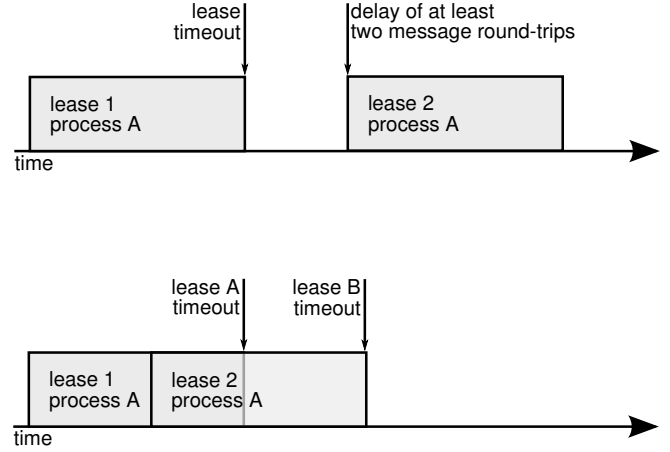 lease
timeout
delay of at least
two message round-trips
lease 1
process A
lease 2
process A
time
lease A
timeout
lease B
timeout
lease 1
process A
lease 2
process A
time